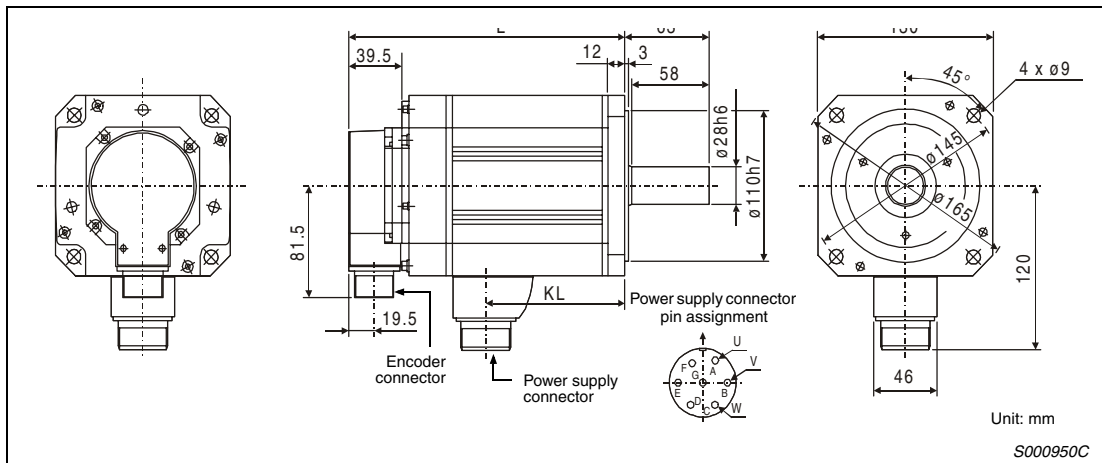 39.5
12
3
58
45°
4 x ø9
ø28h6
ø110h7
ø145
ø165
81.5
120
KL
19.5
Power supply connector
pin assignment
Encoder
connector
Power supply
connector
U
V
W
F
A
G
E
B
D
C
46
Unit: mm
S000950C